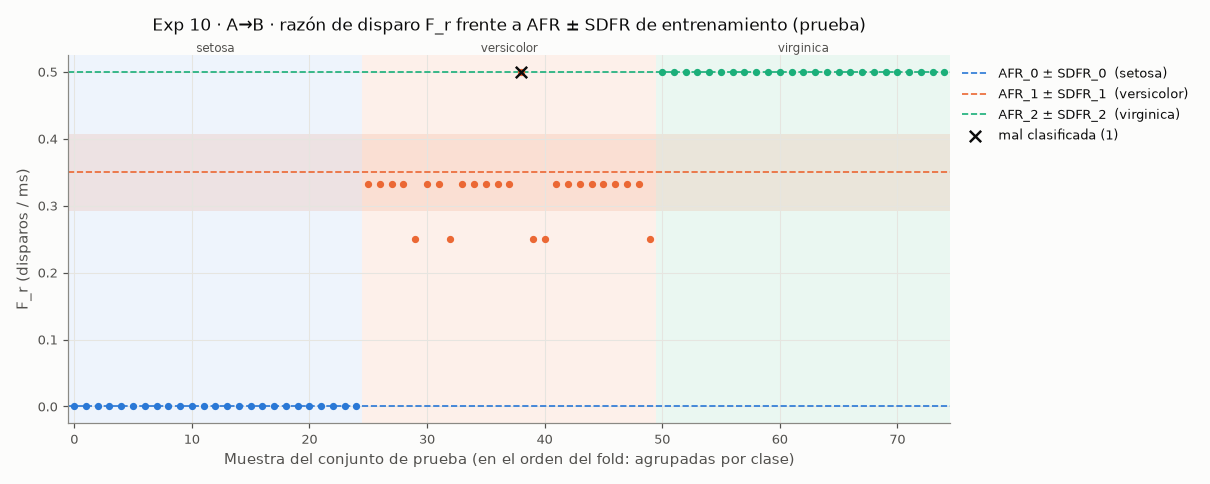 Exp 10 · A→B · razón de disparo F_r frente a AFR ± SDFR de entrenamiento (prueba)
setosa versicolor virginica
0.5
0.4
0.3
0.2
0.1
0.0
F_r (disparos / ms)
0 10 20 30 40 50 60 70
Muestra del conjunto de prueba (en el orden del fold: agrupadas por clase)
AFR_0 ± SDFR_0 (setosa)
AFR_1 ± SDFR_1 (versicolor)
AFR_2 ± SDFR_2 (virginica)
mal clasificada (1)